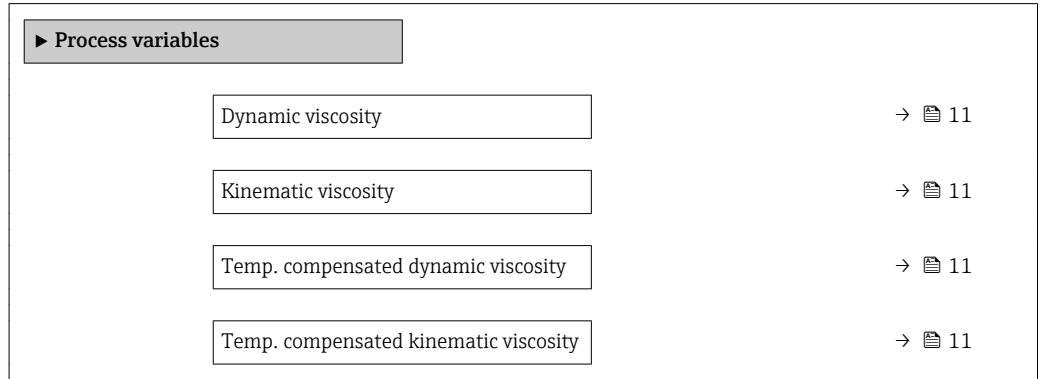 ▶ Process variables
Dynamic viscosity → 11
Kinematic viscosity → 11
Temp. compensated dynamic viscosity → 11
Temp. compensated kinematic viscosity → 11